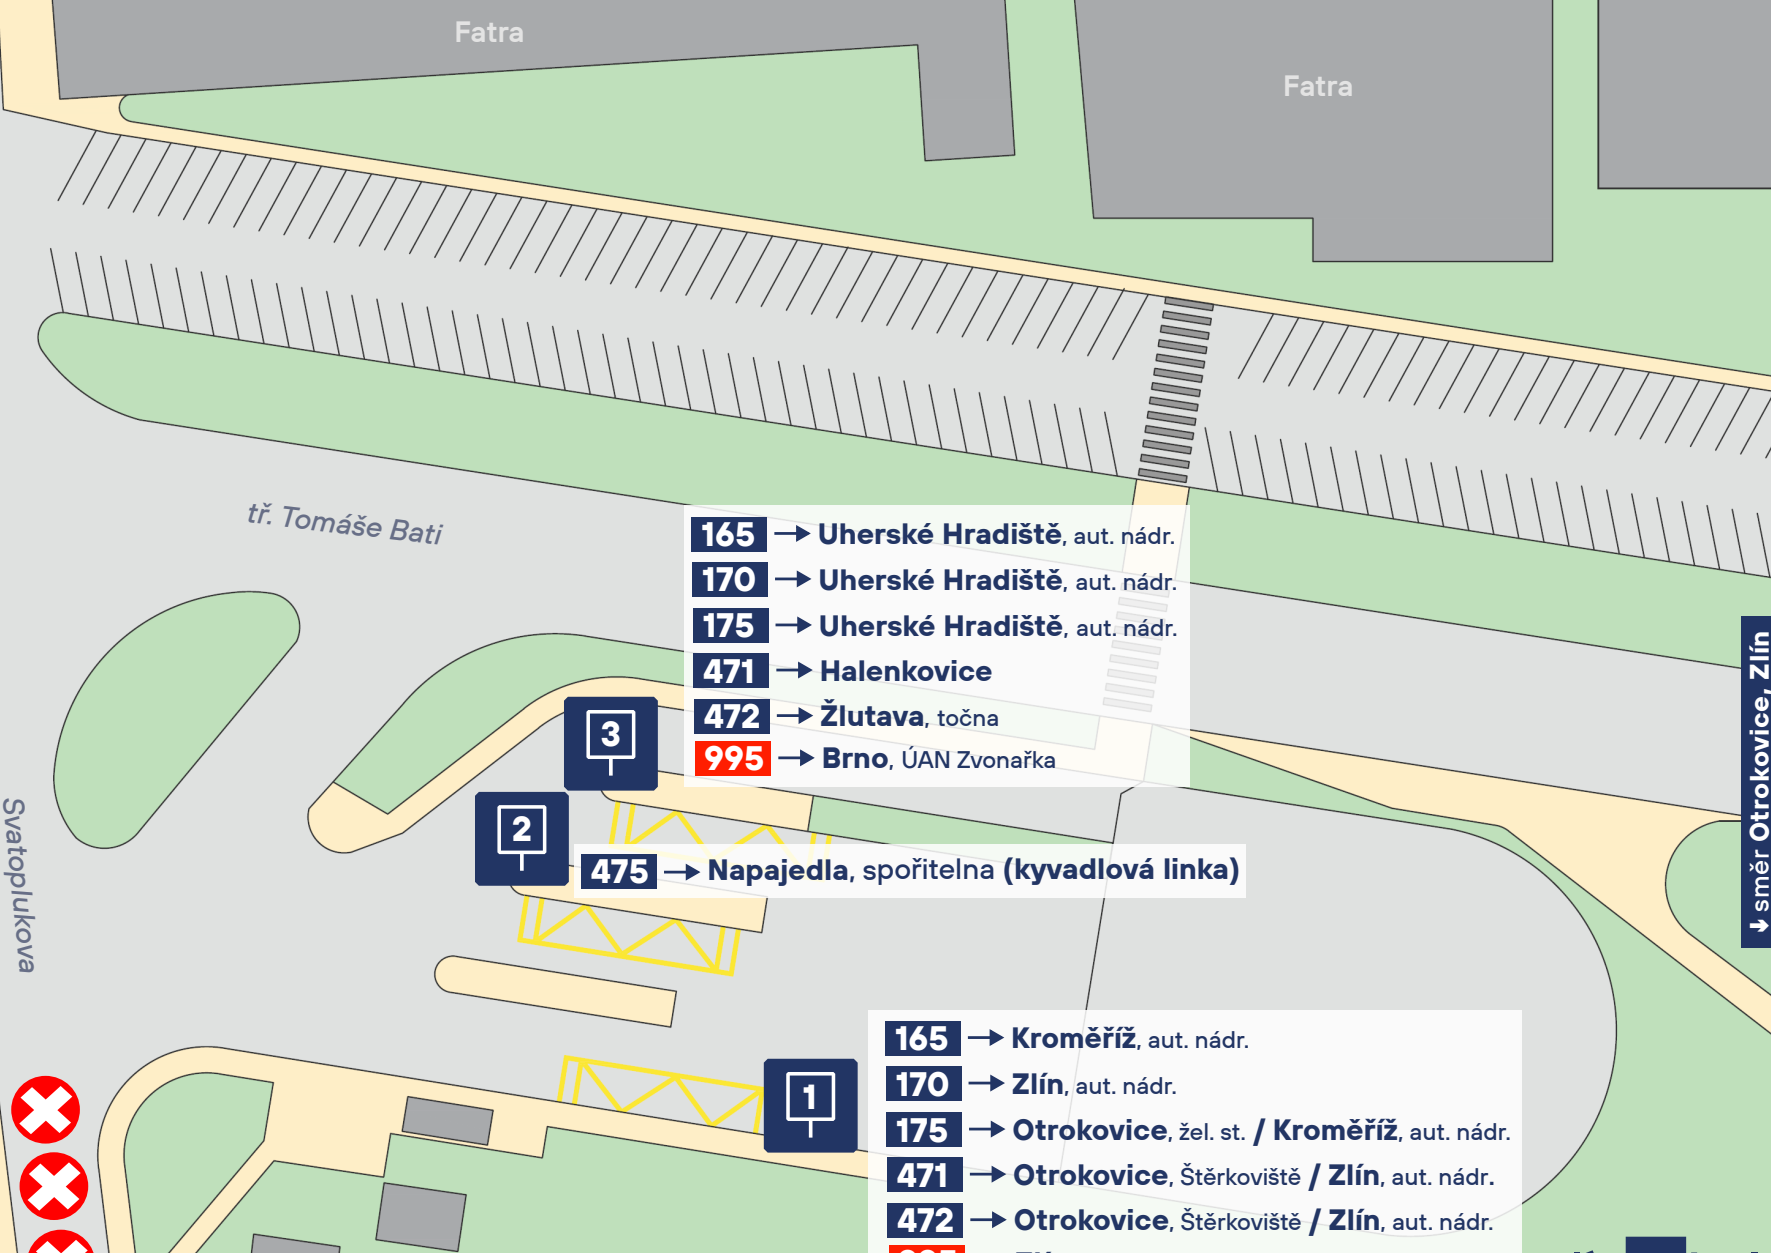 Fatra
Fatra
tř. Tomáše Bati
165 → Uherské Hradiště, aut. nádr.
170 → Uherské Hradiště, aut. nádr.
175 → Uherské Hradiště, aut. nádr.
471 → Halenkovice
472 → Žlutava, točna
995 → Brno, ÚAN Zvonařka
3
2
475 → Napajedla, spořitelna (kyvadlová linka)
směr Otrokovice, Zlín
Svatoplukova
1
165 → Kroměříž, aut. nádr.
170 → Zlín, aut. nádr.
175 → Otrokovice, žel. st. / Kroměříž, aut. nádr.
471 → Otrokovice, Štěrkoviště / Zlín, aut. nádr.
472 → Otrokovice, Štěrkoviště / Zlín, aut. nádr.